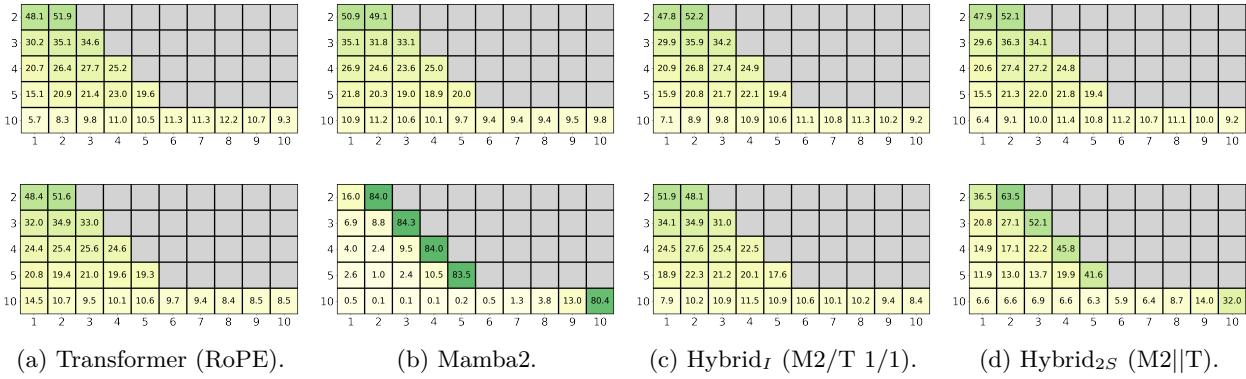 2 48.1 51.9 2 50.9 49.1 2 47.8 52.2 2 47.9 52.1
3 30.2 35.1 34.6 3 35.1 31.8 33.1 3 29.9 35.9 34.2 3 29.6 36.3 34.1
4 20.7 26.4 27.7 25.2 4 26.9 24.6 23.6 25.0 4 20.9 26.8 27.4 24.9 4 20.6 27.4 27.2 24.8
5 15.1 20.9 21.4 23.0 19.6 5 21.8 20.3 19.0 18.9 20.0 5 15.9 20.8 21.7 22.1 19.4 5 15.5 21.3 22.0 21.8 19.4
10 5.7 8.3 9.8 11.0 10.5 11.3 11.3 12.2 10.7 9.3 10 10.9 11.2 10.6 10.1 9.7 9.4 9.4 9.4 9.5 9.8 10 7.1 8.9 9.8 10.9 10.6 11.1 10.8 11.3 10.2 9.2 10 6.4 9.1 10.0 11.4 10.8 11.2 10.7 11.1 10.0 9.2
1 2 3 4 5 6 7 8 9 10 1 2 3 4 5 6 7 8 9 10 1 2 3 4 5 6 7 8 9 10 1 2 3 4 5 6 7 8 9 10
2 48.4 51.6 2 16.0 84.0 2 51.9 48.1 2 36.5 63.5
3 32.0 34.9 33.0 3 6.9 8.8 84.3 3 34.1 34.9 31.0 3 20.8 27.1 52.1
4 24.4 25.4 25.6 24.6 4 4.0 2.4 9.5 84.0 4 24.5 27.6 25.4 22.5 4 14.9 17.1 22.2 45.8
5 20.8 19.4 21.0 19.6 19.3 5 2.6 1.0 2.4 10.5 83.5 5 18.9 22.3 21.2 20.1 17.6 5 11.9 13.0 13.7 19.9 41.6
10 14.5 10.7 9.5 10.1 10.6 9.7 9.4 8.4 8.5 8.5 10 0.5 0.1 0.1 0.2 0.5 1.3 3.8 13.0 80.4 10 7.9 10.2 10.9 11.5 10.9 10.6 10.1 10.2 9.4 8.4 10 6.6 6.6 6.9 6.6 6.3 5.9 6.4 8.7 14.0 32.0
1 2 3 4 5 6 7 8 9 10 1 2 3 4 5 6 7 8 9 10 1 2 3 4 5 6 7 8 9 10 1 2 3 4 5 6 7 8 9 10
(a) Transformer (RoPE). (b) Mamba2. (c) Hybrid_I (M2/T 1/1). (d) Hybrid_2S (M2||T).